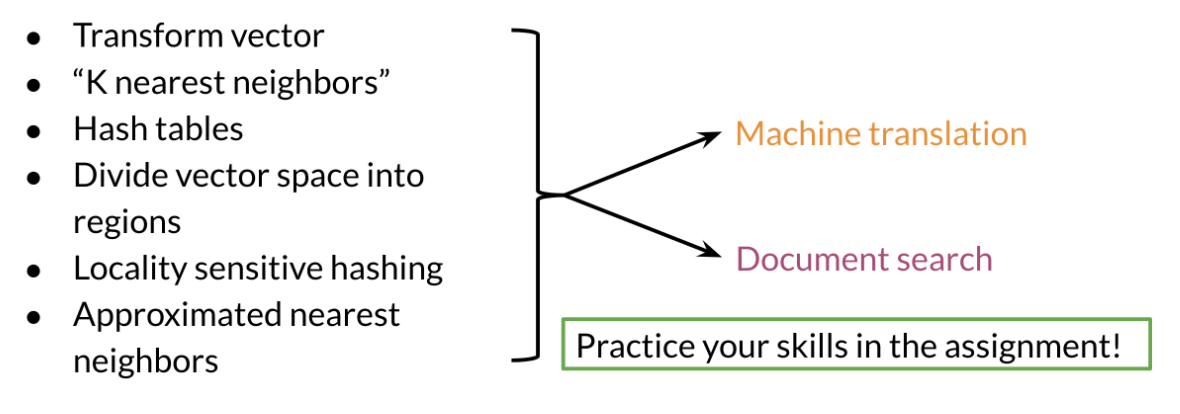 Transform vector
“K nearest neighbors”
Hash tables
Divide vector space into
regions
Locality sensitive hashing
Approximated nearest
neighbors
Machine translation
Document search
Practice your skills in the assignment!